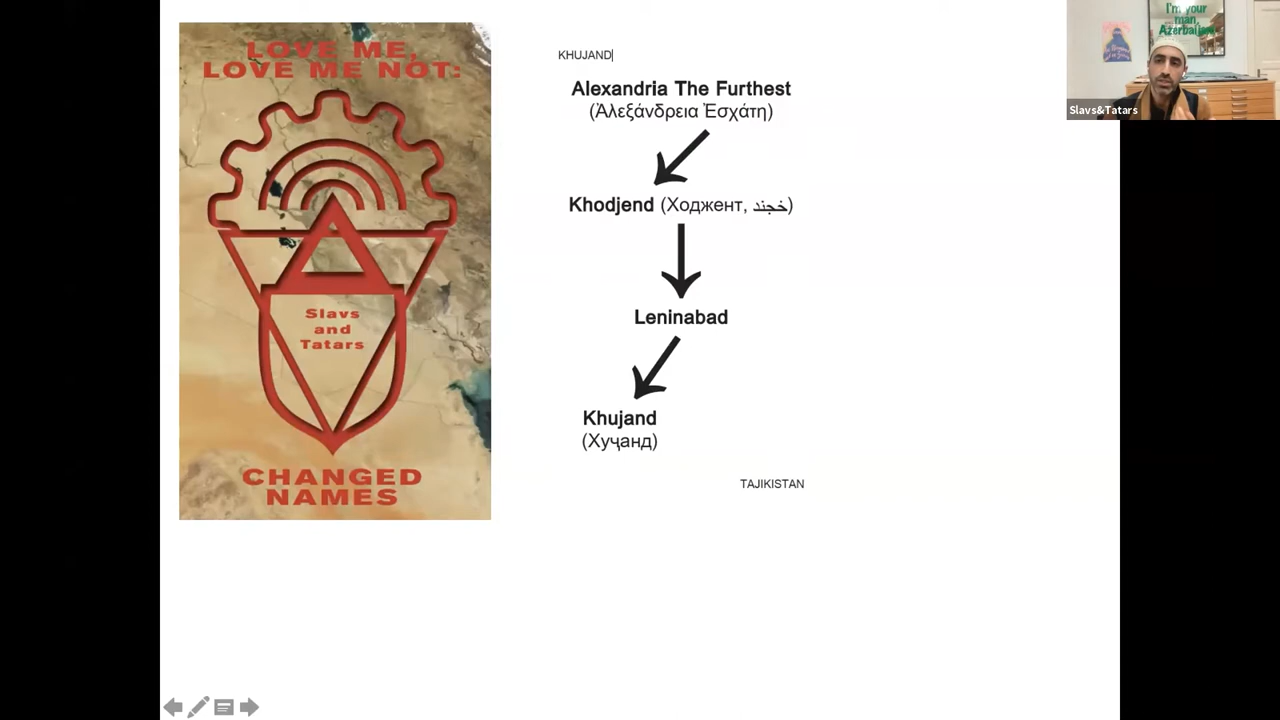 LOVE ME,
LOVE ME NOT:
Slavs
and
Tatars
CHANGED
NAMES
KHUJAND
Alexandria The Furthest
(Ἀλεξάνδρεια Ἐσχάτη)
Khodjend (Ходжент, خجند)
Leninabad
Khujand
(Хуҷанд)
TAJIKISTAN
I'm your
man,
Azerbaijan
Slavs&Tatars